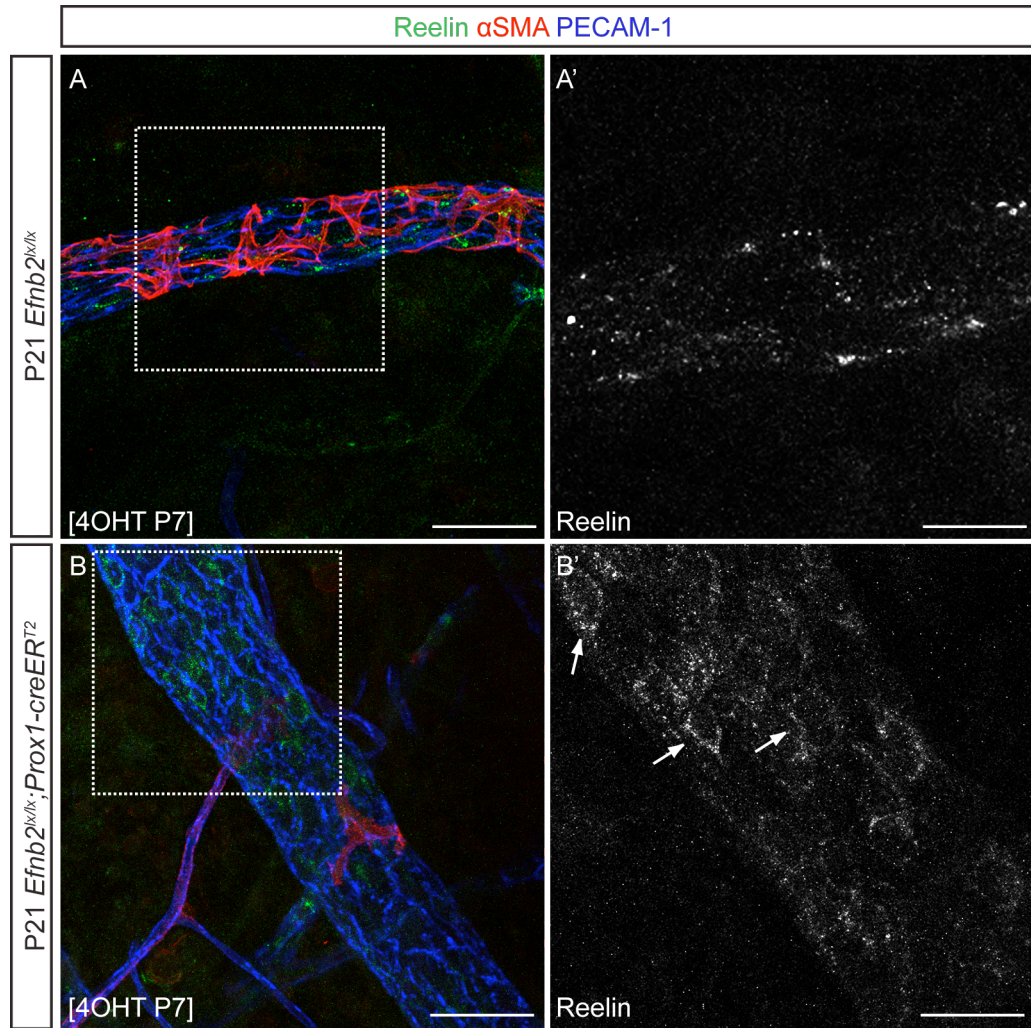 Reelin αSMA PECAM-1
P21 Efnb2lx/lx
A
[4OHT P7]
A’
Reelin
P21 Efnb2lx/lx;Prox1-creERT2
B
[4OHT P7]
B’
Reelin